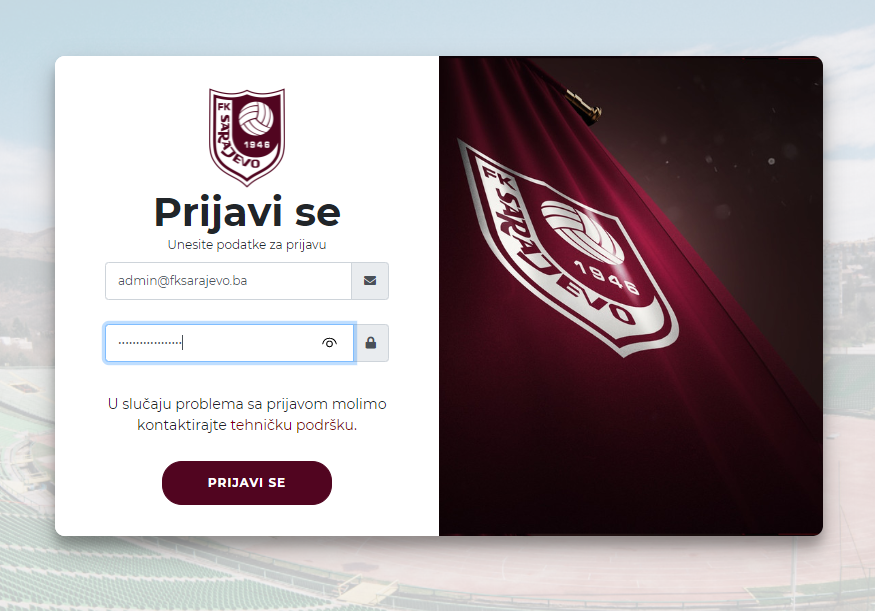 FK
SARAJEVO
1946
Prijavi se
Unesite podatke za prijavu
admin@fksarajevo.ba
••••••••••••••••••
U slučaju problema sa prijavom molimo
kontaktirajte tehničku podršku.
PRIJAVI SE
FK
SARAJEVO
1946